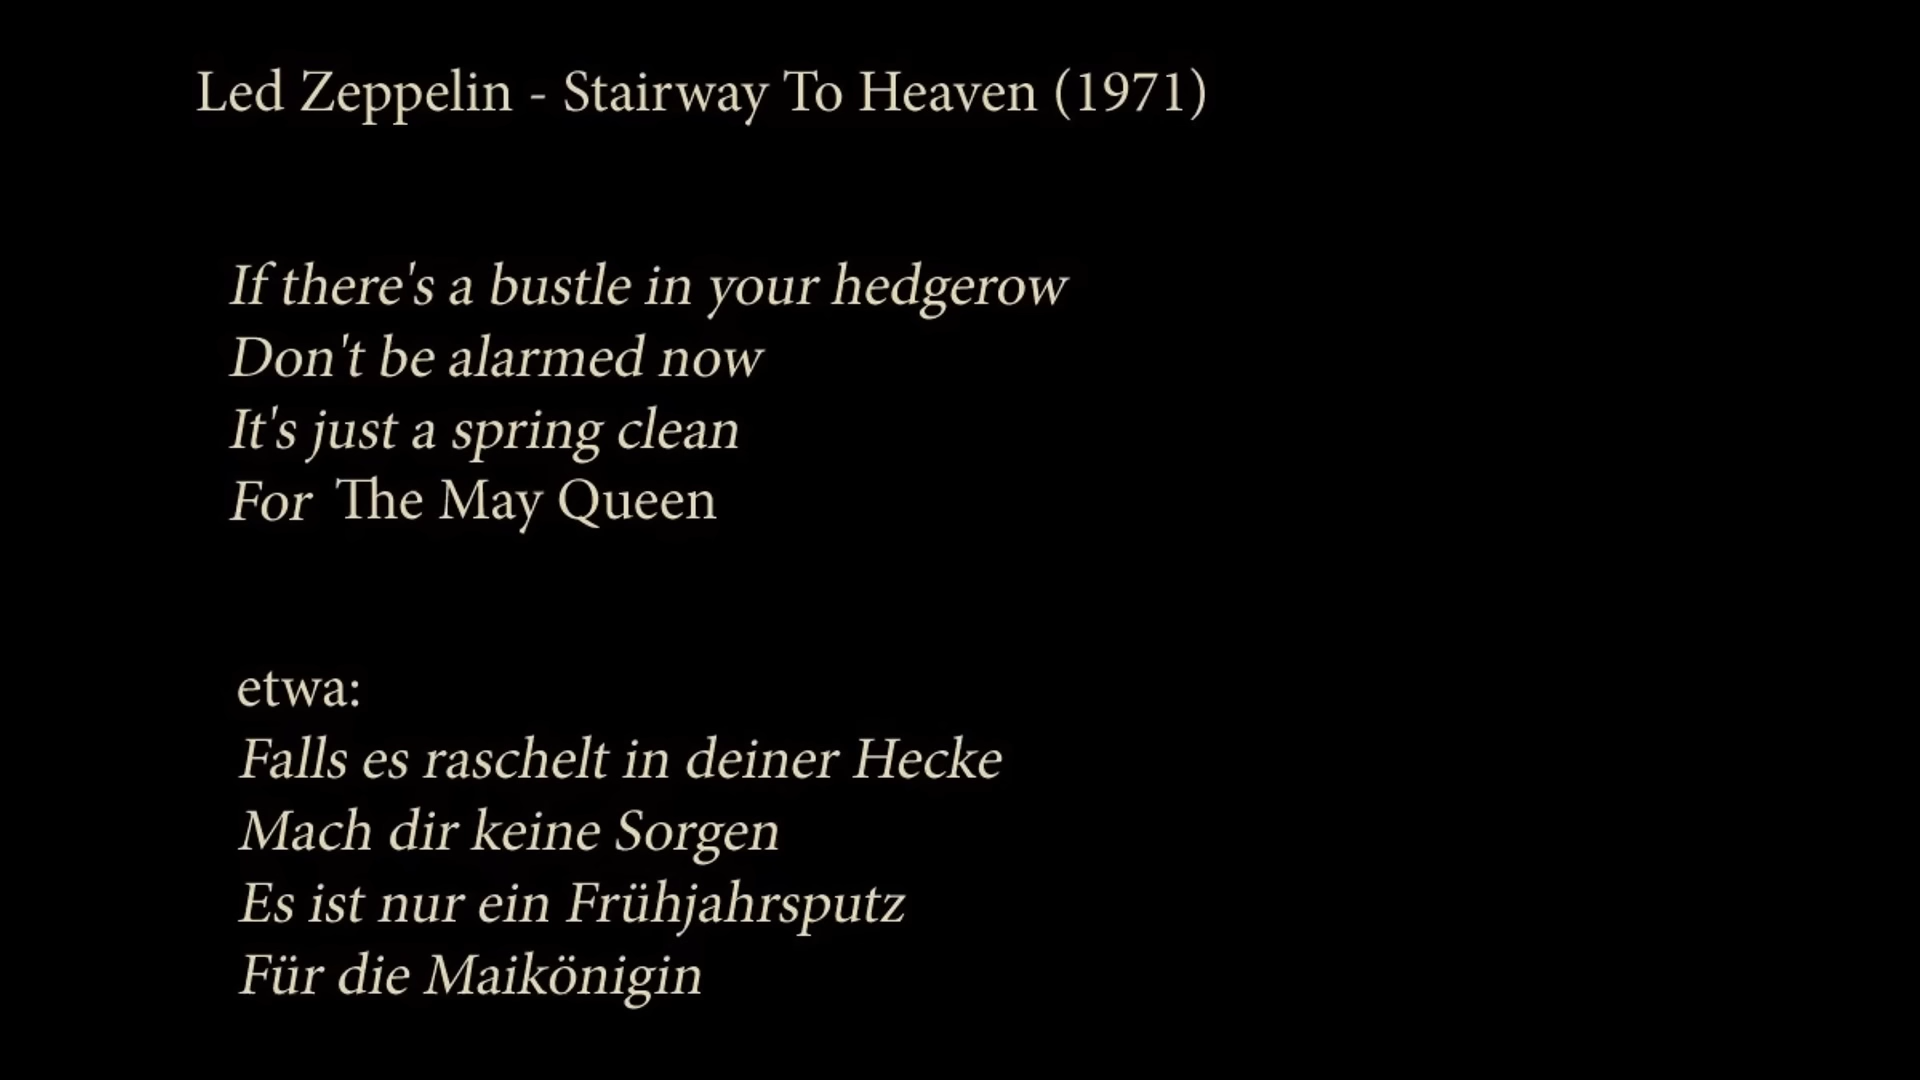 Led Zeppelin - Stairway To Heaven (1971)
If there's a bustle in your hedgerow
Don't be alarmed now
It's just a spring clean
For The May Queen
etwa:
Falls es raschelt in deiner Hecke
Mach dir keine Sorgen
Es ist nur ein Frühjahrsputz
Für die Maikönigin